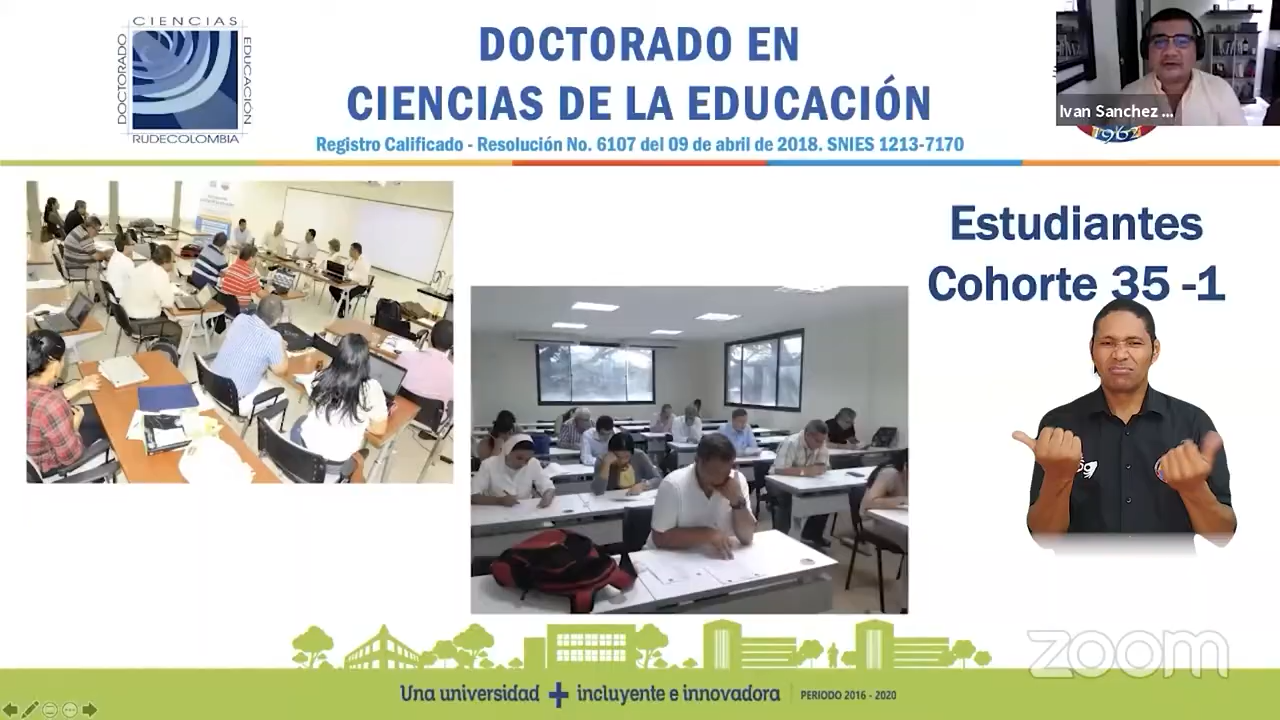 CIENCIAS
DOCTORADO
EDUCACIÓN
RUDECOLOMBIA
DOCTORADO EN
CIENCIAS DE LA EDUCACIÓN
Registro Calificado - Resolución No. 6107 del 09 de abril de 2018. SNIES 1213-7170
Ivan Sanchez ...
1962
Estudiantes
Cohorte 35 -1
zoom
Una universidad + incluyente e innovadora | PERIODO 2016 - 2020